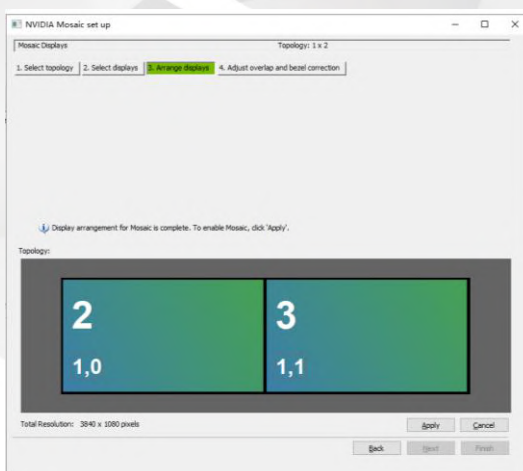 NVIDIA Mosaic set up
Mosaic Displays Topology: 1 x 2
1. Select topology 2. Select displays 3. Arrange displays 4. Adjust overlap and bezel correction
Display arrangement for Mosaic is complete. To enable Mosaic, click 'Apply'.
Topology:
2 3
1,0 1,1
Total Resolution: 3840 x 1080 pixels Apply Cancel
Back Next Finish